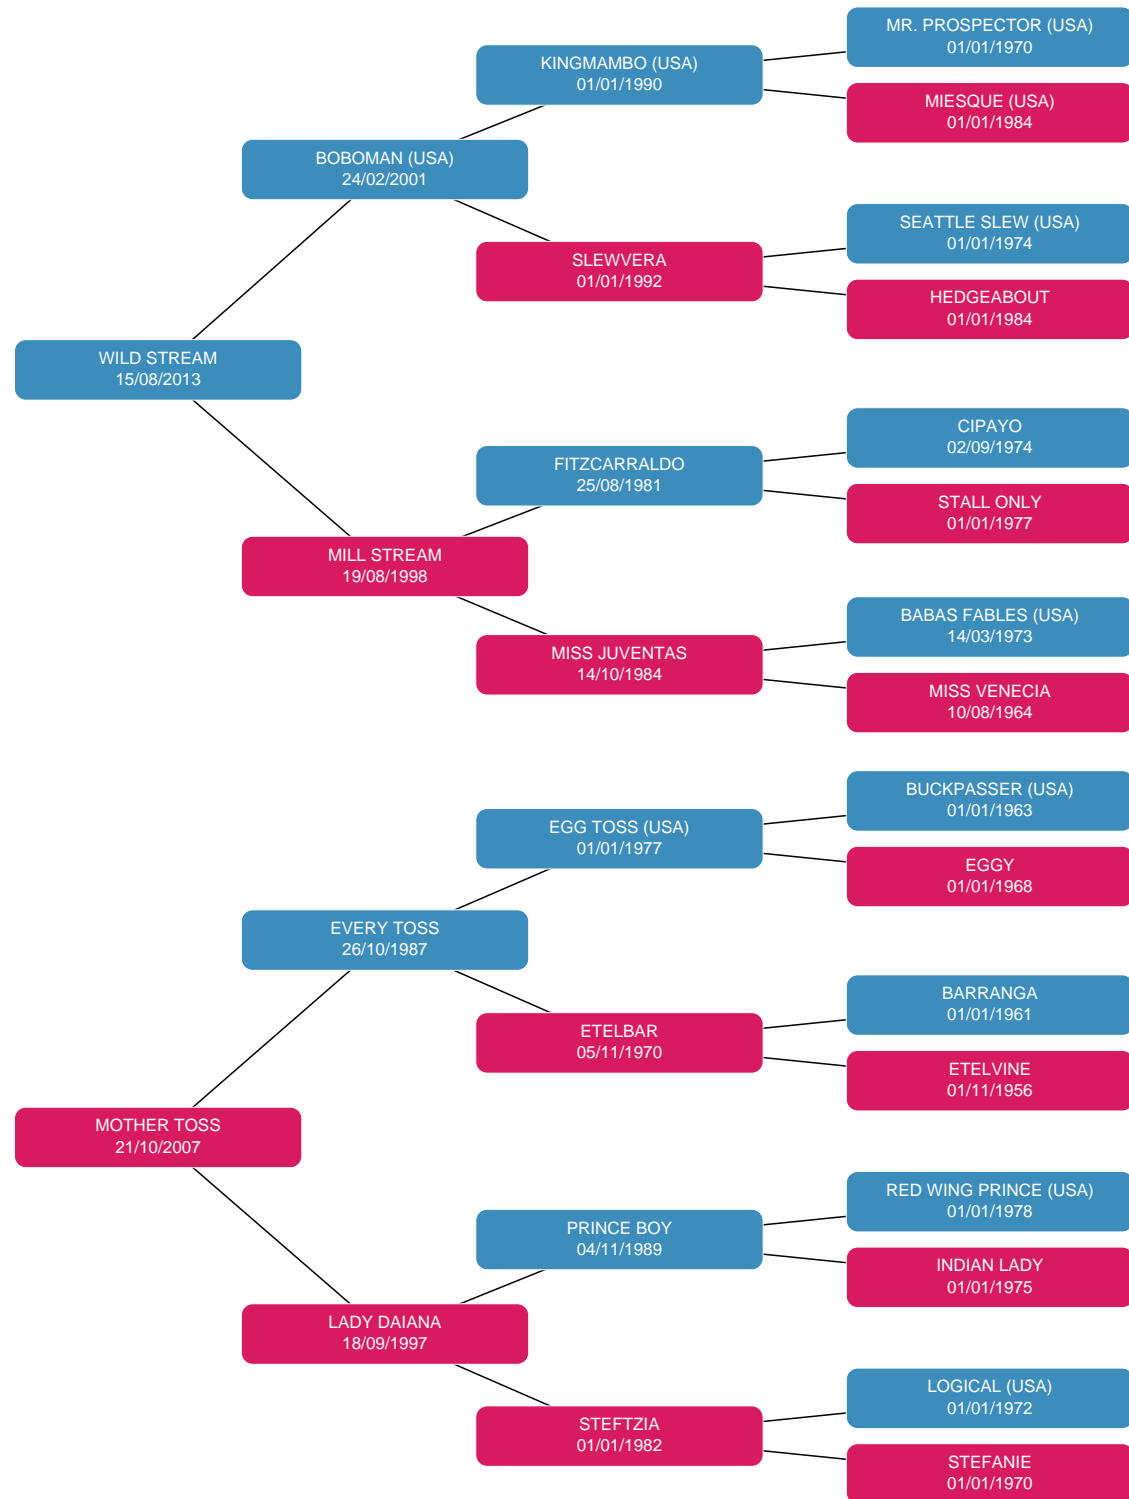 MR. PROSPECTOR (USA)
01/01/1970
KINGMAMBO (USA)
01/01/1990
MIESQUE (USA)
01/01/1984
BOBOMAN (USA)
24/02/2001
SEATTLE SLEW (USA)
01/01/1974
SLEWVERA
01/01/1992
HEDGEABOUT
01/01/1984
WILD STREAM
15/08/2013
CIPAYO
02/09/1974
FITZCARRALDO
25/08/1981
STALL ONLY
01/01/1977
MILL STREAM
19/08/1998
BABAS FABLES (USA)
14/03/1973
MISS JUVENTAS
14/10/1984
MISS VENECIA
10/08/1964
BUCKPASSER (USA)
01/01/1963
EGG TOSS (USA)
01/01/1977
EGGY
01/01/1968
EVERY TOSS
26/10/1987
BARRANGA
01/01/1961
ETELBAR
05/11/1970
ETELVINE
01/11/1956
MOTHER TOSS
21/10/2007
RED WING PRINCE (USA)
01/01/1978
PRINCE BOY
04/11/1989
INDIAN LADY
01/01/1975
LADY DAIANA
18/09/1997
LOGICAL (USA)
01/01/1972
STEFTZIA
01/01/1982
STEFANIE
01/01/1970